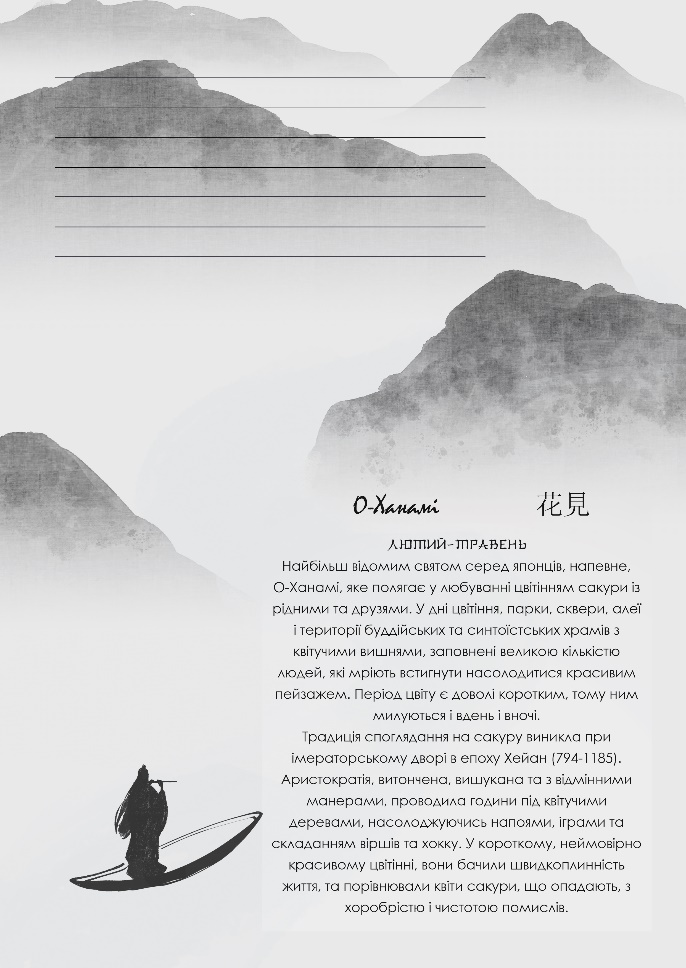 О-Ханамі 花見
ЛЮТИЙ-ТРАВЕНЬ
Найбільш відомим святом серед японців, напевне,
О-Ханамі, яке полягає у любуванні цвітінням сакури із
рідними та друзями. У дні цвітіння, парки, сквери, алеї
і території буддійських та синтоїстських храмів з
квітучими вишнями, заповнені великою кількістю
людей, які мріють встигнути насолодитися красивим
пейзажем. Період цвіту є доволі коротким, тому ним
милуються і вдень і вночі.
Традиція споглядання на сакуру виникла при
імераторському дворі в епоху Хейан (794-1185).
Аристократія, витончена, вишукана та з відмінними
манерами, проводила години під квітучими
деревами, насолоджуючись напоями, іграми та
складанням віршів та хокку. У короткому, неймовірно
красивому цвітінні, вони бачили швидкоплинність
життя, та порівнювали квіти сакури, що опадають, з
хоробрістю і чистотою помислів.